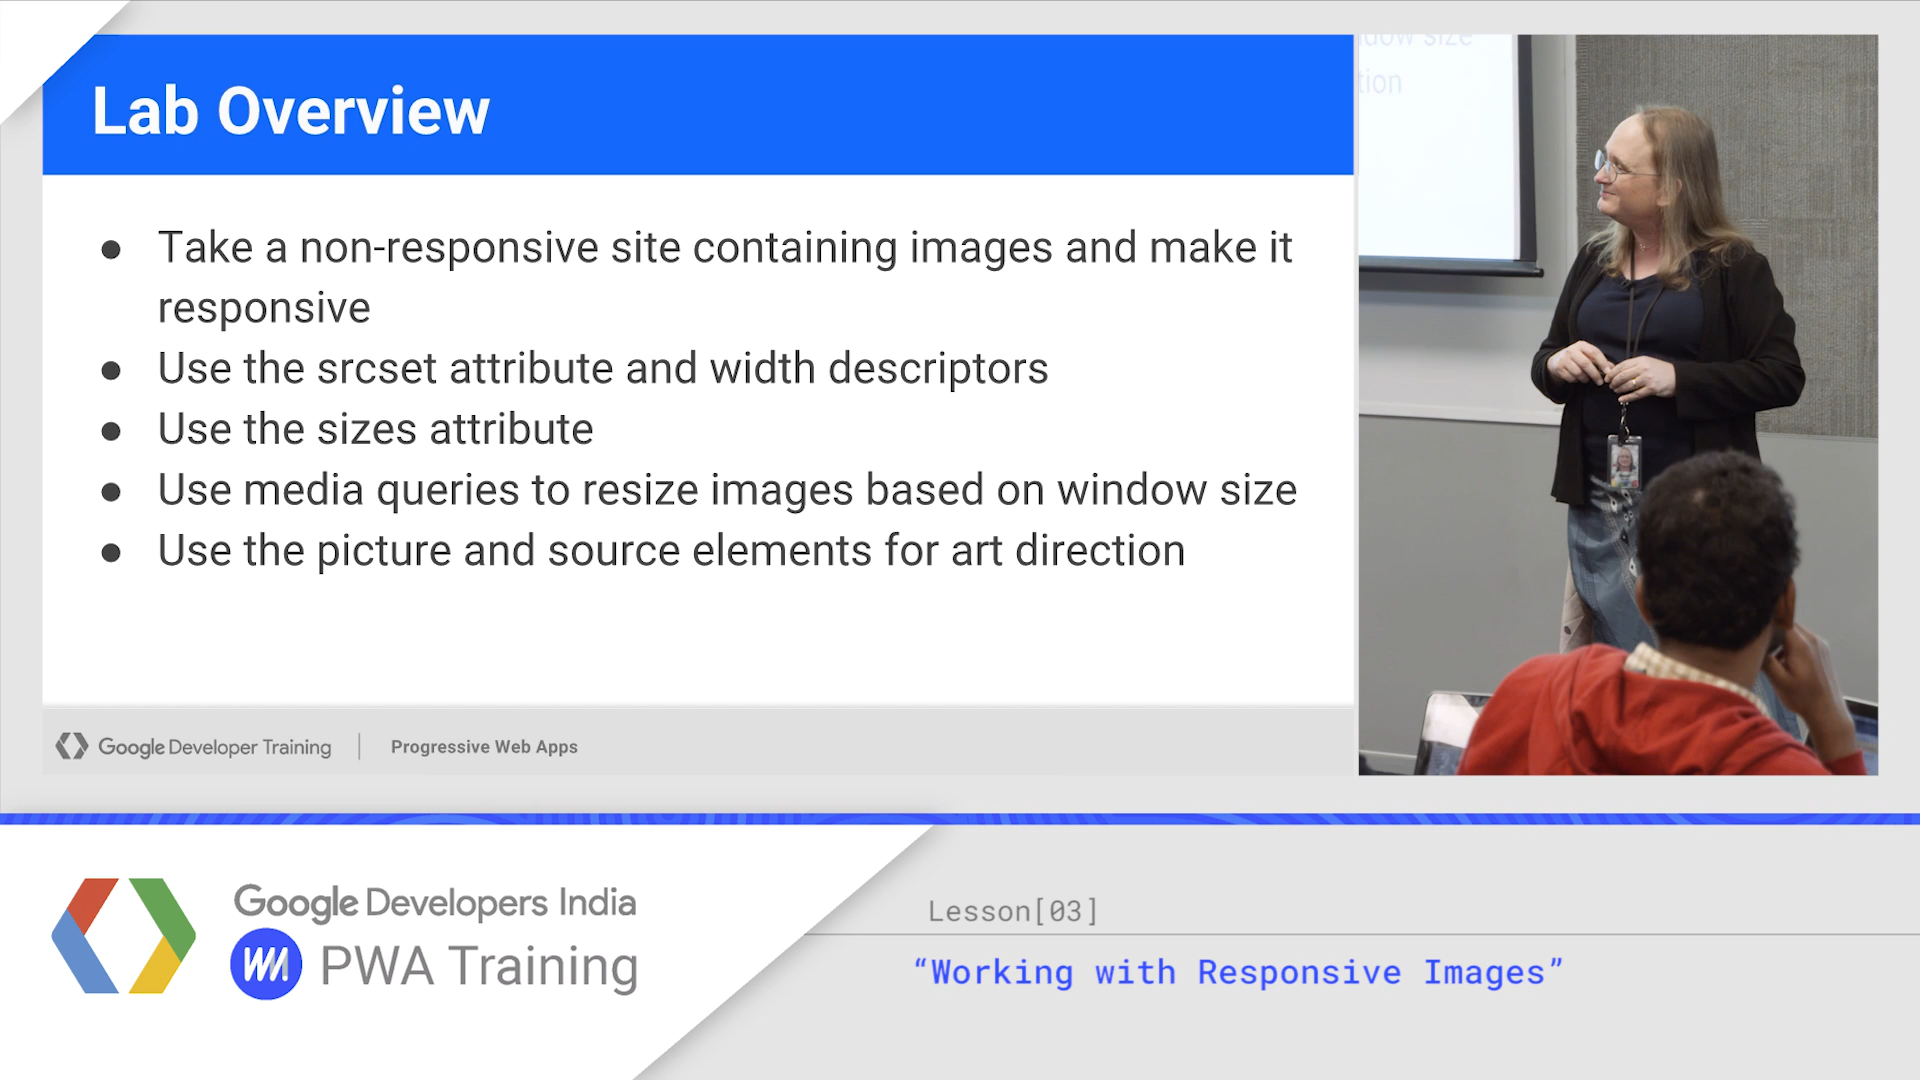 Lab Overview
● Take a non-responsive site containing images and make it
responsive
● Use the srcset attribute and width descriptors
● Use the sizes attribute
● Use media queries to resize images based on window size
● Use the picture and source elements for art direction
Google Developer Training | Progressive Web Apps
size
tion
Google Developers India
PWA Training
Lesson[03]
“Working with Responsive Images”